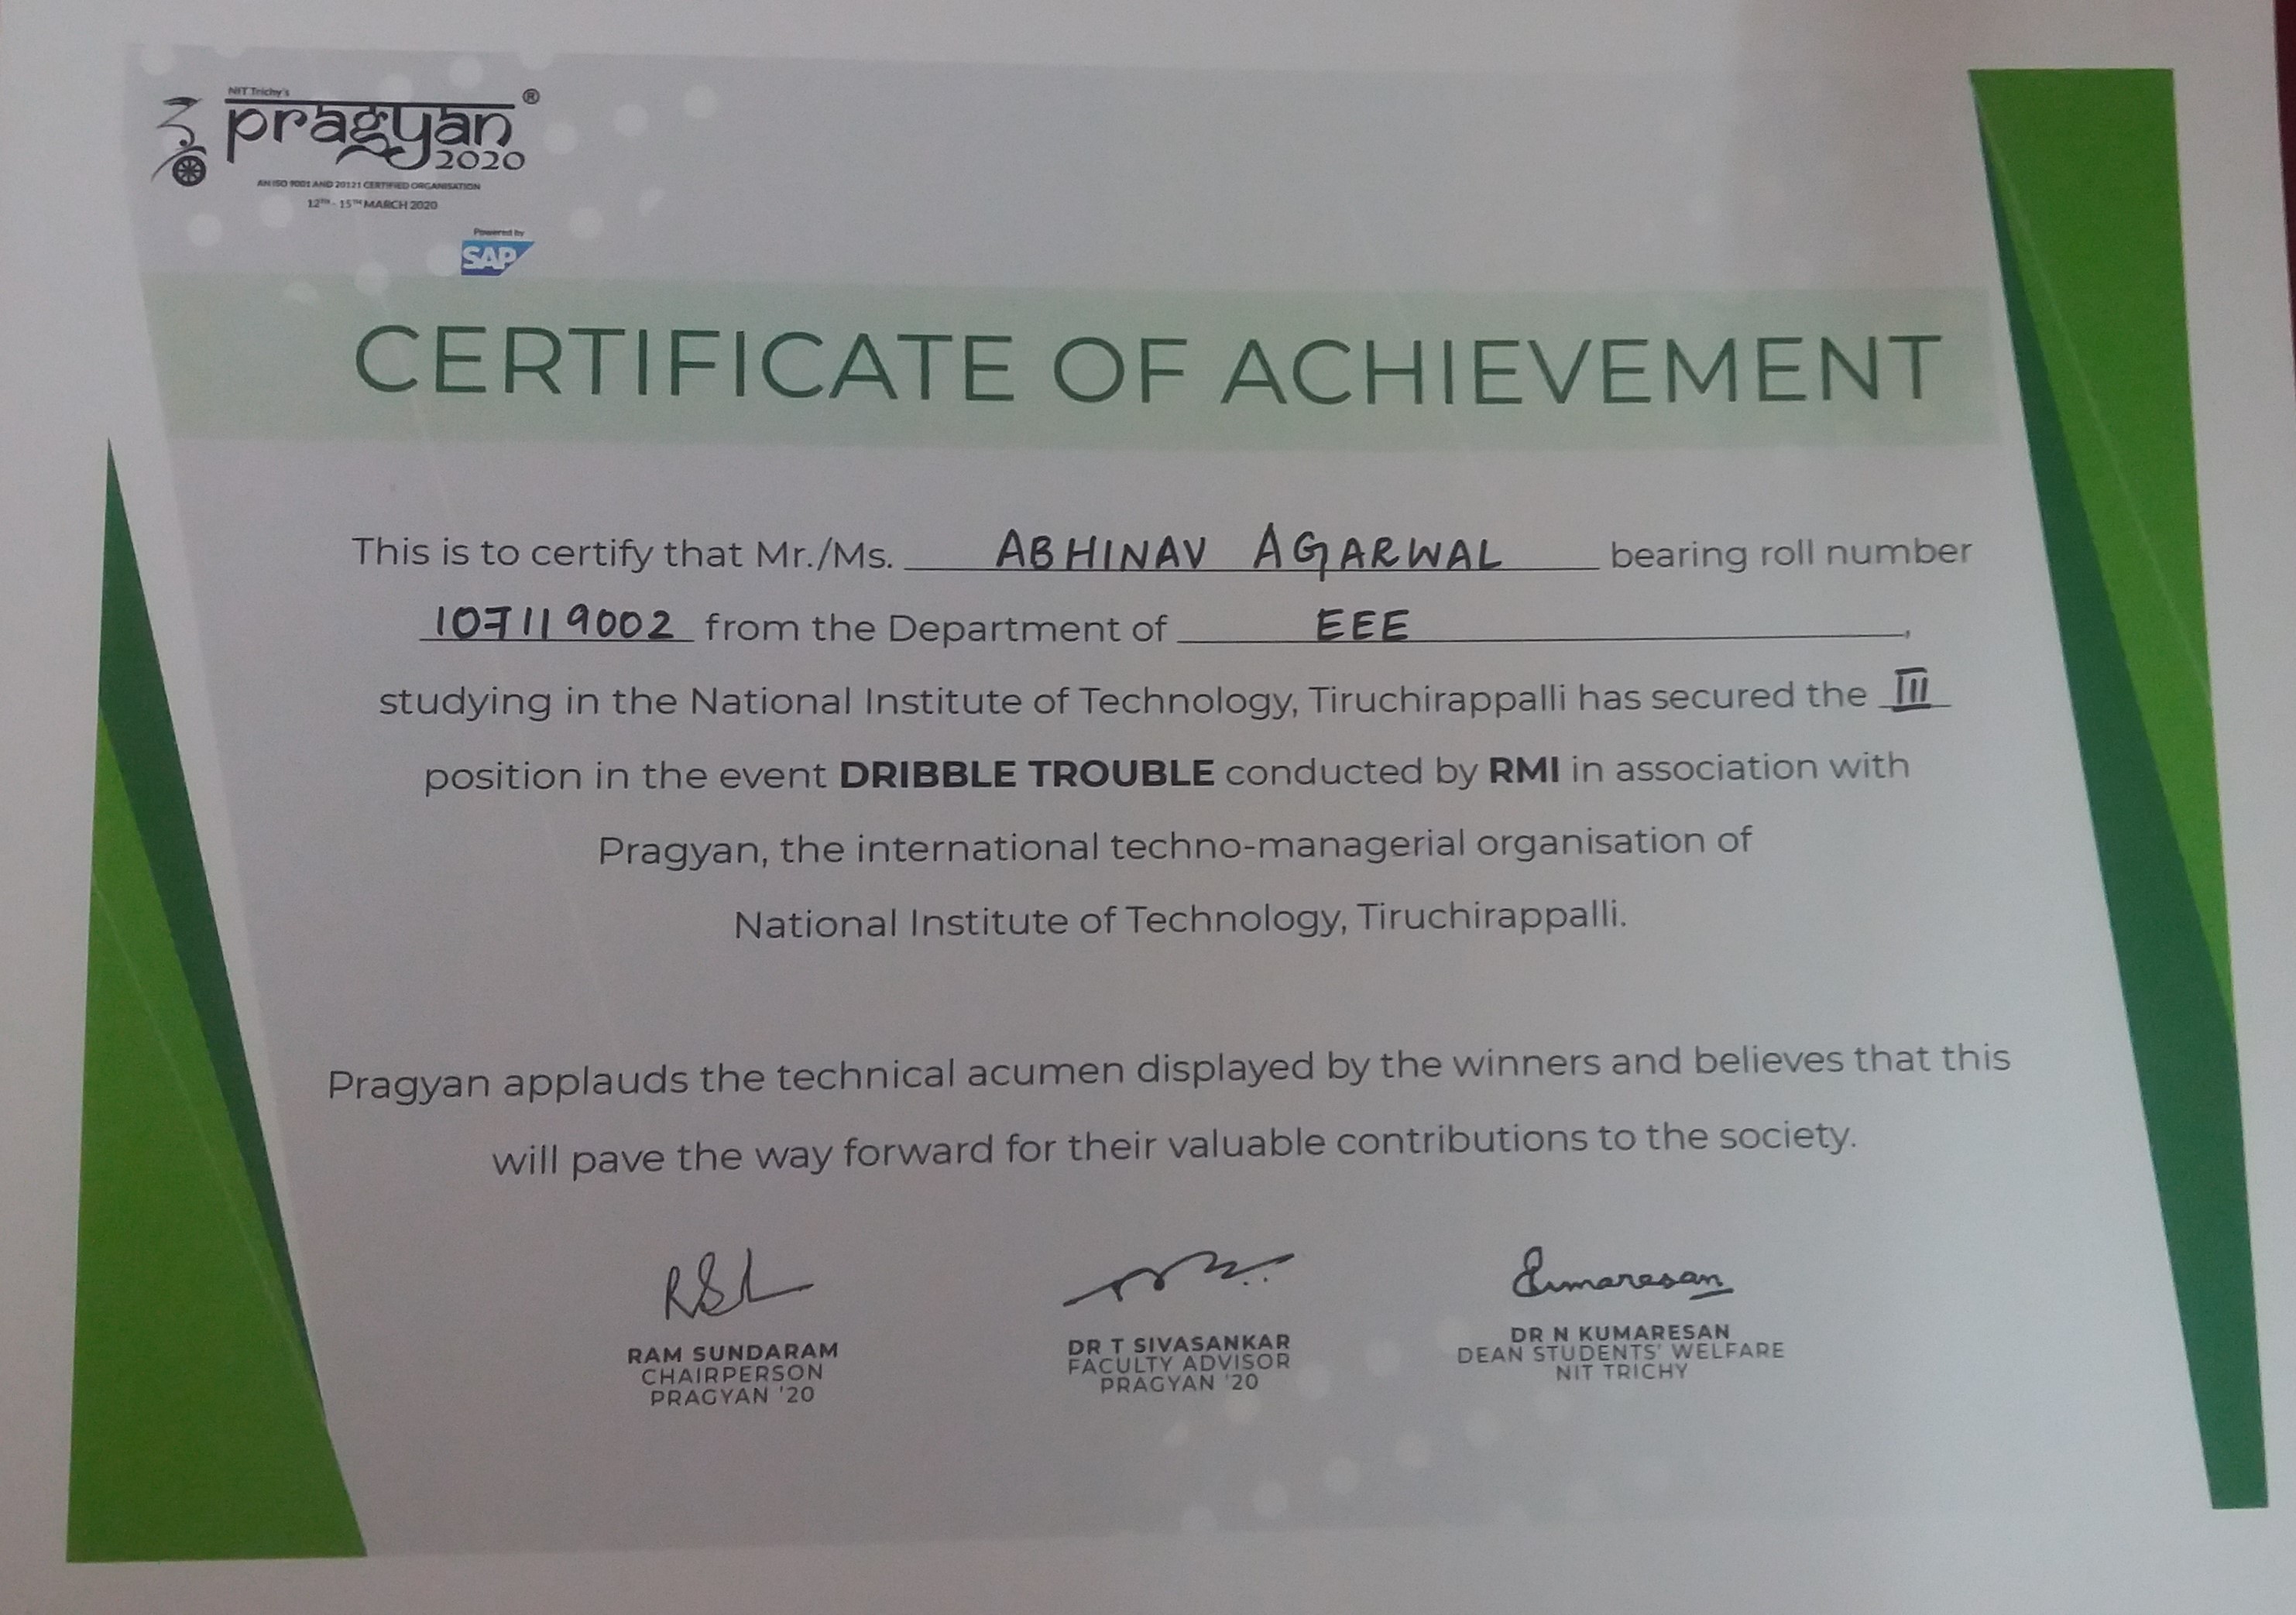 NIT Trichy's
pragyan ®
2020
AN ISO 9001 AND 20121 CERTIFIED ORGANISATION
12TH - 15TH MARCH 2020
Powered by
SAP
CERTIFICATE OF ACHIEVEMENT
This is to certify that Mr./Ms. ABHINAV AGARWAL bearing roll number
107119002 from the Department of EEE,
studying in the National Institute of Technology, Tiruchirappalli has secured the III
position in the event DRIBBLE TROUBLE conducted by RMI in association with
Pragyan, the international techno-managerial organisation of
National Institute of Technology, Tiruchirappalli.
Pragyan applauds the technical acumen displayed by the winners and believes that this
will pave the way forward for their valuable contributions to the society.
Kumaresan
RAM SUNDARAM
CHAIRPERSON
PRAGYAN '20
DR T SIVASANKAR
FACULTY ADVISOR
PRAGYAN '20
DR N KUMARESAN
DEAN STUDENTS' WELFARE
NIT TRICHY